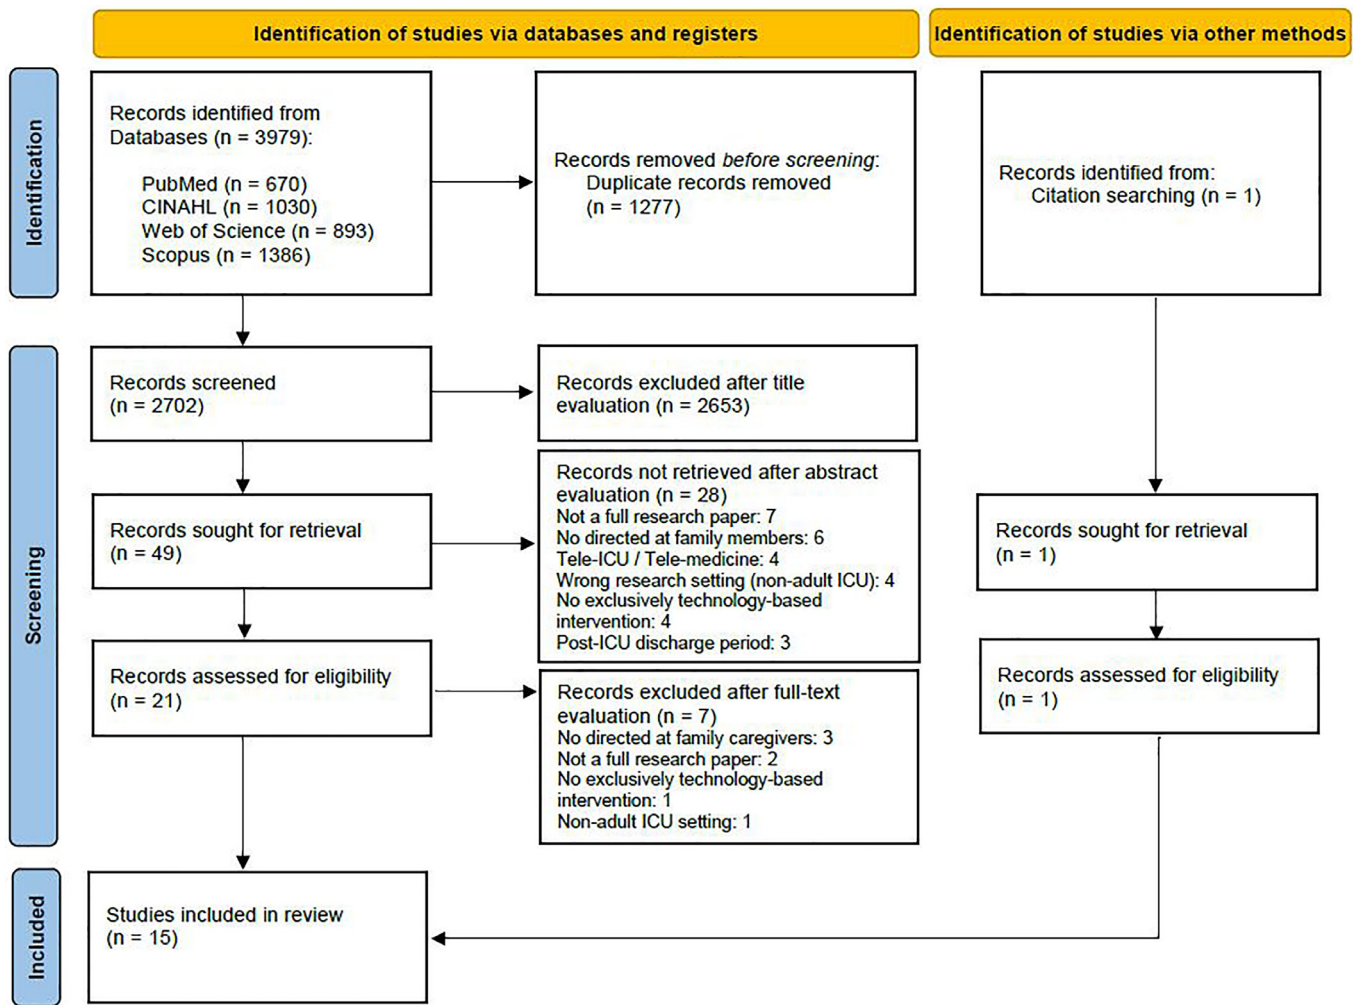 Identification of studies via databases and registers
Identification of studies via other methods
Identification
Records identified from
Databases (n = 3979):
PubMed (n = 670)
CINAHL (n = 1030)
Web of Science (n = 893)
Scopus (n = 1386)
Records removed before screening:
Duplicate records removed
(n = 1277)
Records identified from:
Citation searching (n = 1)
Screening
Records screened
(n = 2702)
Records excluded after title
evaluation (n = 2653)
Records sought for retrieval
(n = 49)
Records not retrieved after abstract
evaluation (n = 28)
Not a full research paper: 7
No directed at family members: 6
Tele-ICU / Tele-medicine: 4
Wrong research setting (non-adult ICU): 4
No exclusively technology-based
intervention: 4
Post-ICU discharge period: 3
Records sought for retrieval
(n = 1)
Records assessed for eligibility
(n = 21)
Records excluded after full-text
evaluation (n = 7)
No directed at family caregivers: 3
Not a full research paper: 2
No exclusively technology-based
intervention: 1
Non-adult ICU setting: 1
Records assessed for eligibility
(n = 1)
Included
Studies included in review
(n = 15)